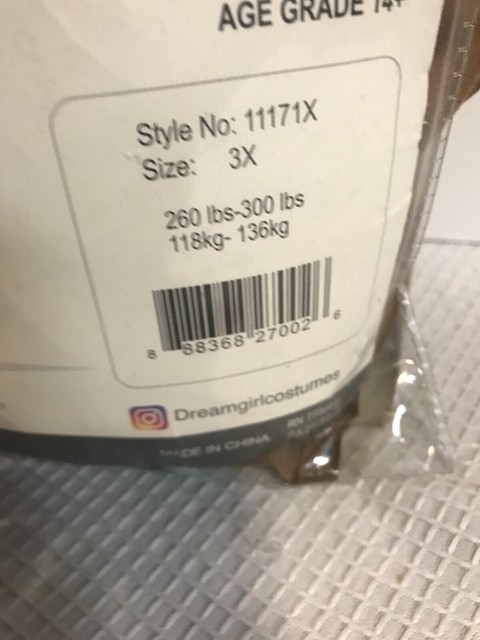 AGE GRADE 14+
Style No: 11171X
Size: 3X
260 lbs-300 lbs
118kg- 136kg
8 88368 27002 6
Dreamgirlcostumes
MADE IN CHINA